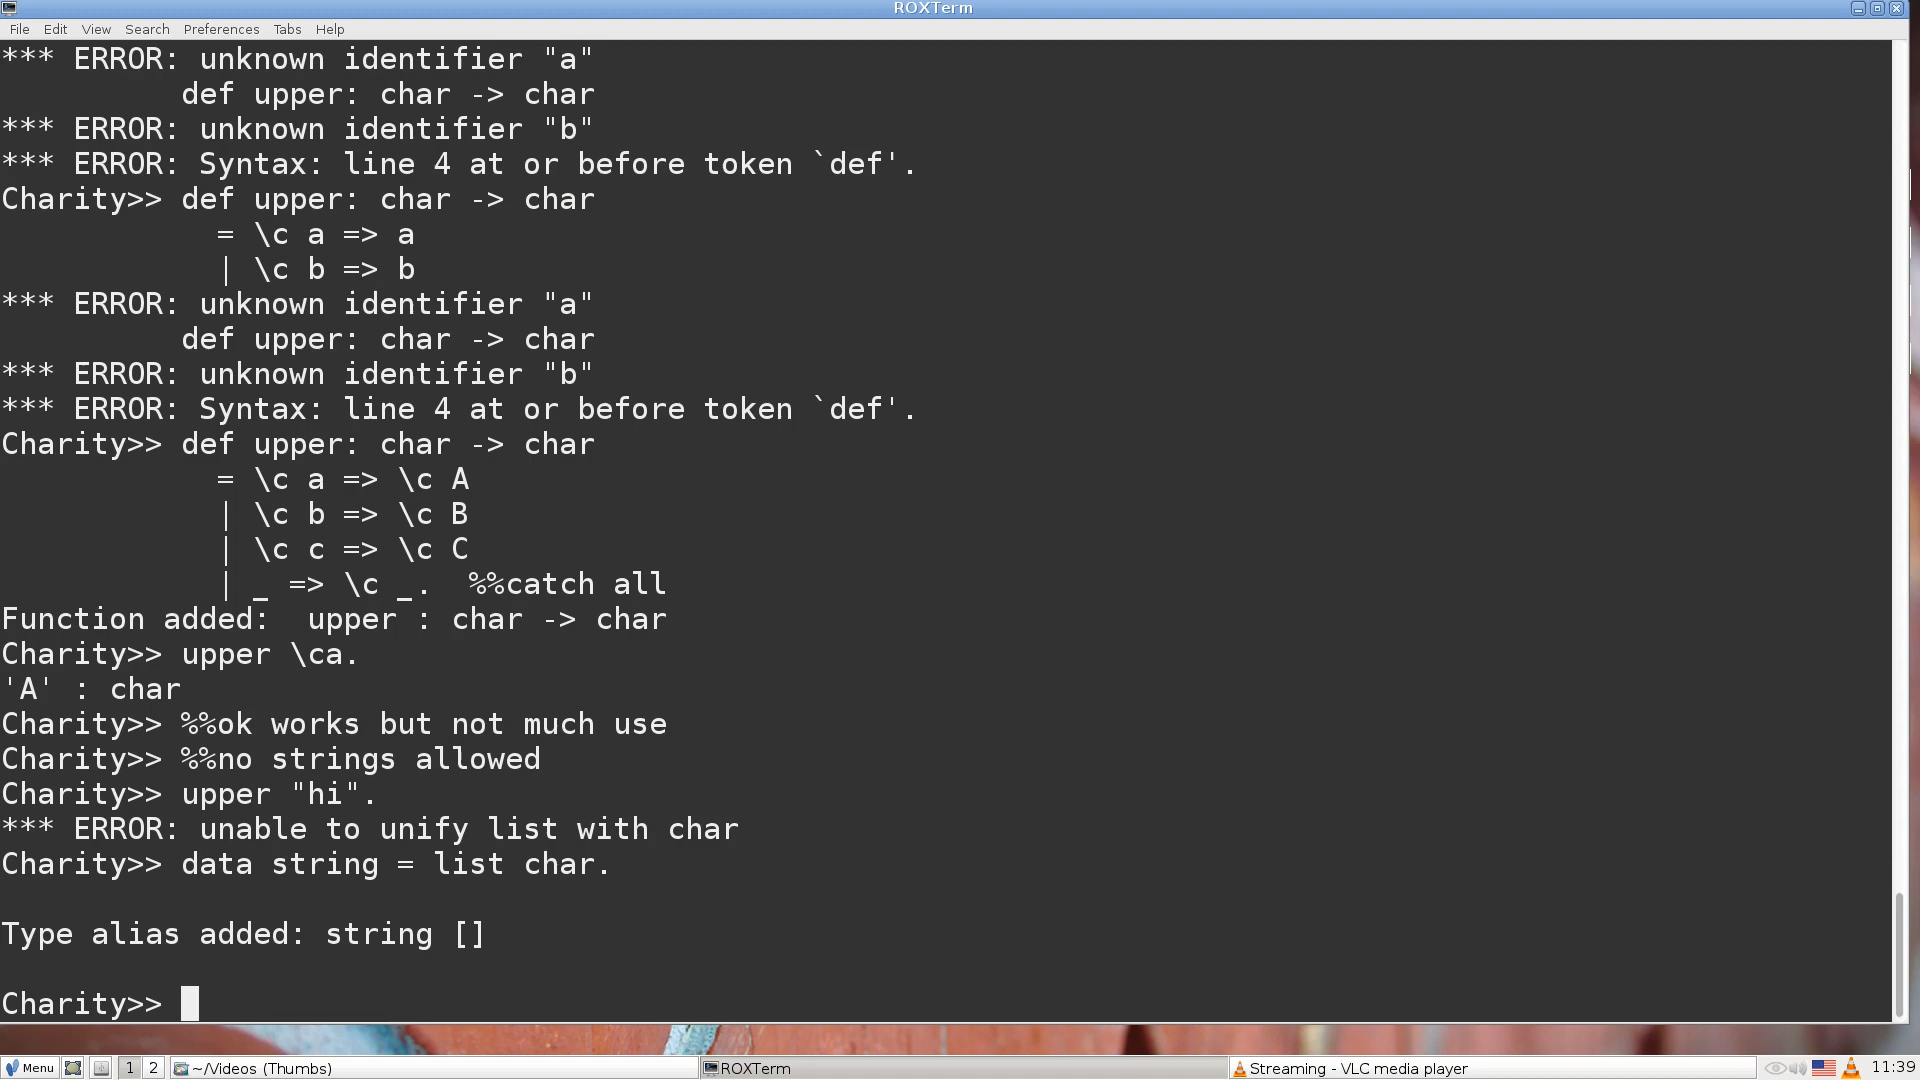 ROXTerm
File Edit View Search Preferences Tabs Help
*** ERROR: unknown identifier "a"
def upper: char -> char
*** ERROR: unknown identifier "b"
*** ERROR: Syntax: line 4 at or before token `def'.
Charity>> def upper: char -> char
= \c a => a
| \c b => b
*** ERROR: unknown identifier "a"
def upper: char -> char
*** ERROR: unknown identifier "b"
*** ERROR: Syntax: line 4 at or before token `def'.
Charity>> def upper: char -> char
= \c a => \c A
| \c b => \c B
| \c c => \c C
| _ => \c _.  %%catch all
Function added:  upper : char -> char
Charity>> upper \ca.
'A' : char
Charity>> %%ok works but not much use
Charity>> %%no strings allowed
Charity>> upper "hi".
*** ERROR: unable to unify list with char
Charity>> data string = list char.
Type alias added: string []
Charity>>
Menu 1 2 ~/Videos (Thumbs) ROXTerm Streaming - VLC media player 11:39